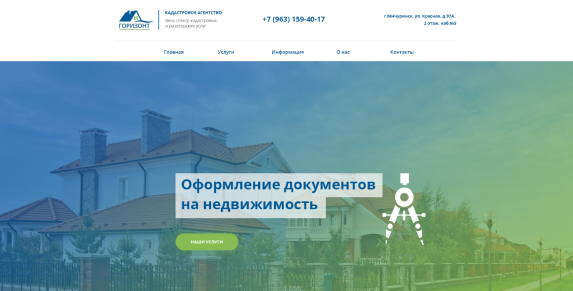 ГОРИЗОНТ
КАДАСТРОВОЕ АГЕНТСТВО
Весь спектр кадастровых
и риэлторских услуг
+7 (963) 159-40-17
г.Мичуринск, ул. Красная, д.97А,
2 этаж, каб.№5
Главная
Услуги
Информация
О нас
Контакты
Оформление документов
на недвижимость
НАШИ УСЛУГИ